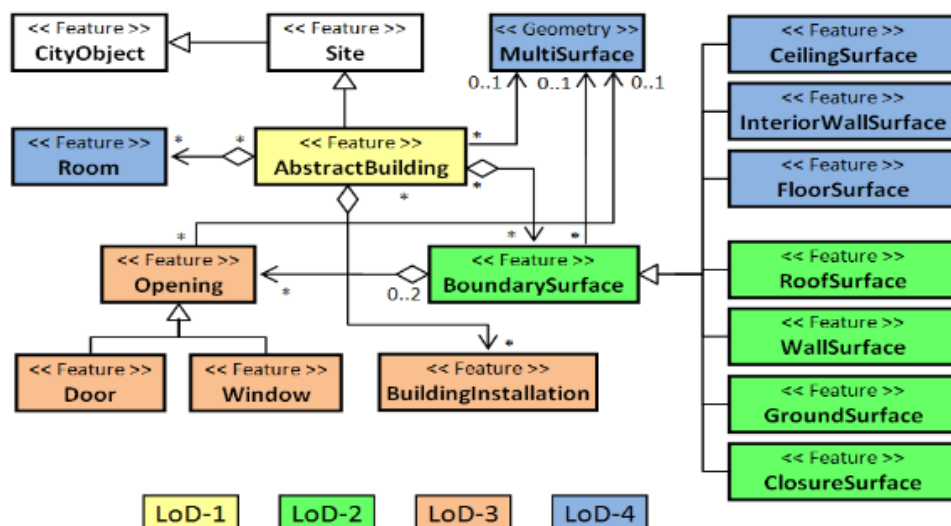 << Feature >>
CityObject
<< Feature >>
Site
<< Geometry >>
MultiSurface
<< Feature >>
CeilingSurface
0..1
0..1
0..1
<< Feature >>
InteriorWallSurface
<< Feature >>
Room
*
*
<< Feature >>
AbstractBuilding
*
*
*
<< Feature >>
FloorSurface
*
*
*
<< Feature >>
Opening
*
<< Feature >>
BoundarySurface
0..2
<< Feature >>
RoofSurface
<< Feature >>
WallSurface
<< Feature >>
Door
<< Feature >>
Window
*
<< Feature >>
BuildingInstallation
<< Feature >>
GroundSurface
<< Feature >>
ClosureSurface
LoD-1
LoD-2
LoD-3
LoD-4